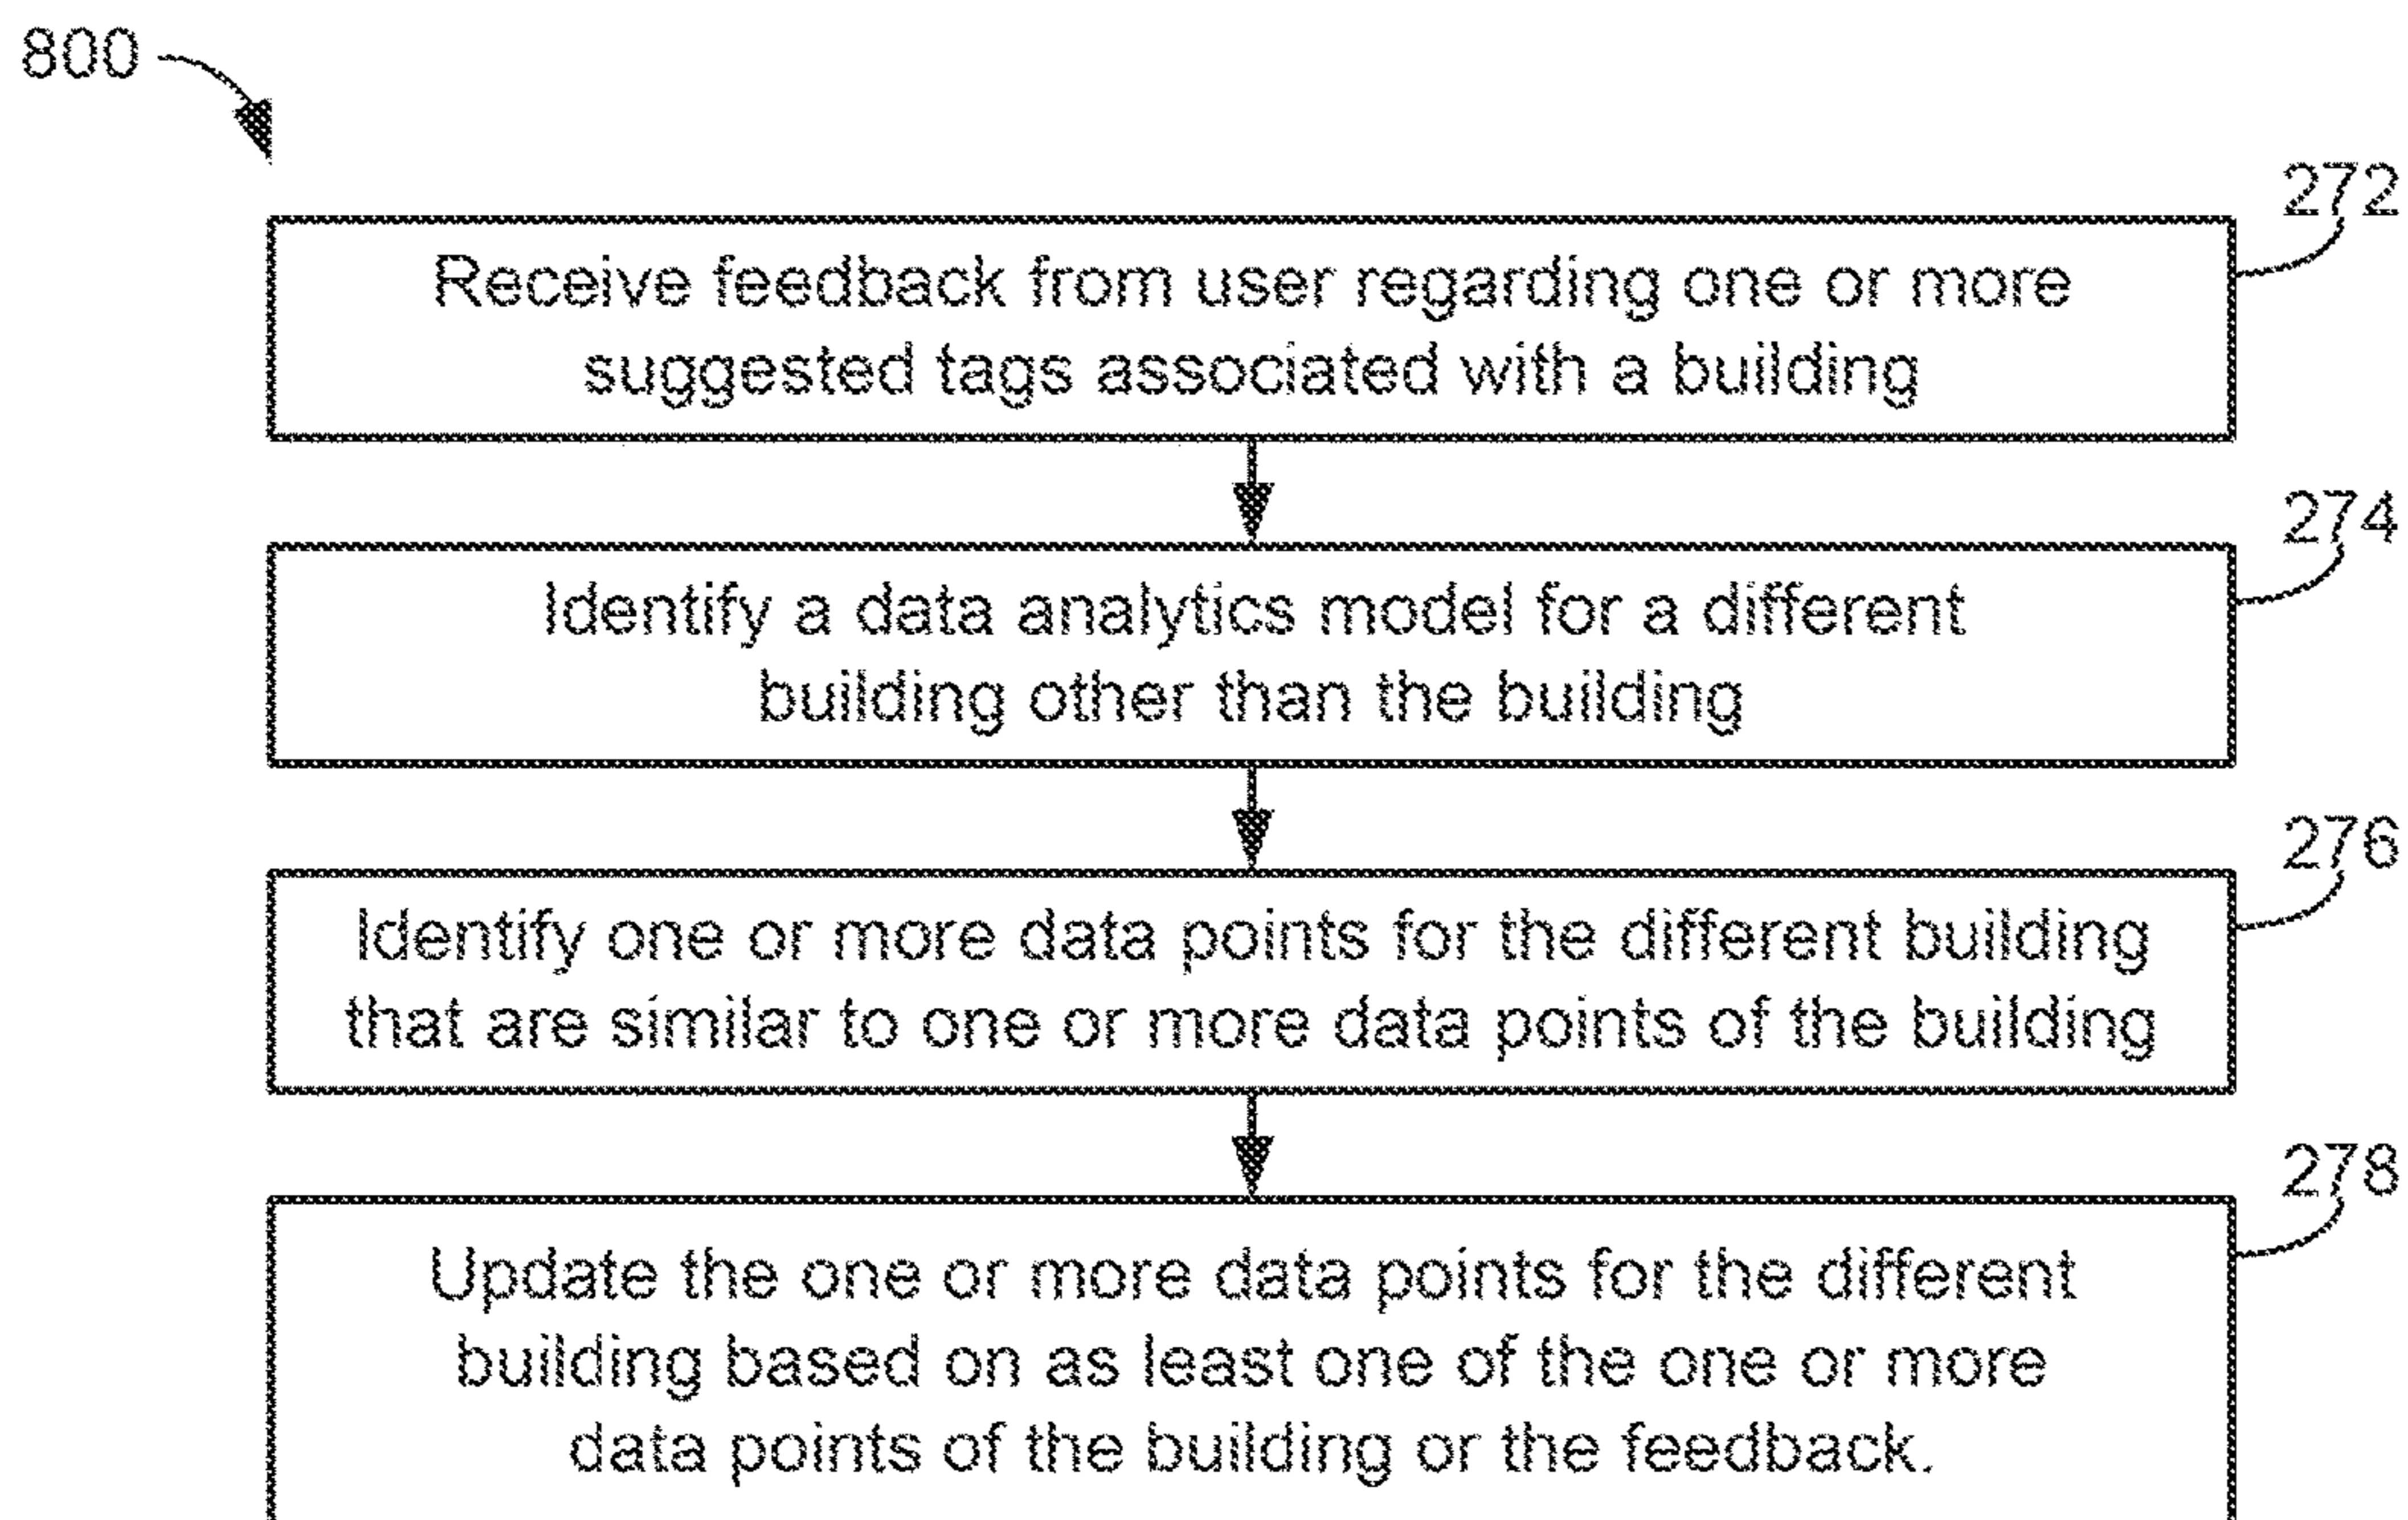 800
272
Receive feedback from user regarding one or more
suggested tags associated with a building
274
Identify a data analytics model for a different
building other than the building
276
Identify one or more data points for the different building
that are similar to one or more data points of the building
278
Update the one or more data points for the different
building based on as least one of the one or more
data points of the building or the feedback.